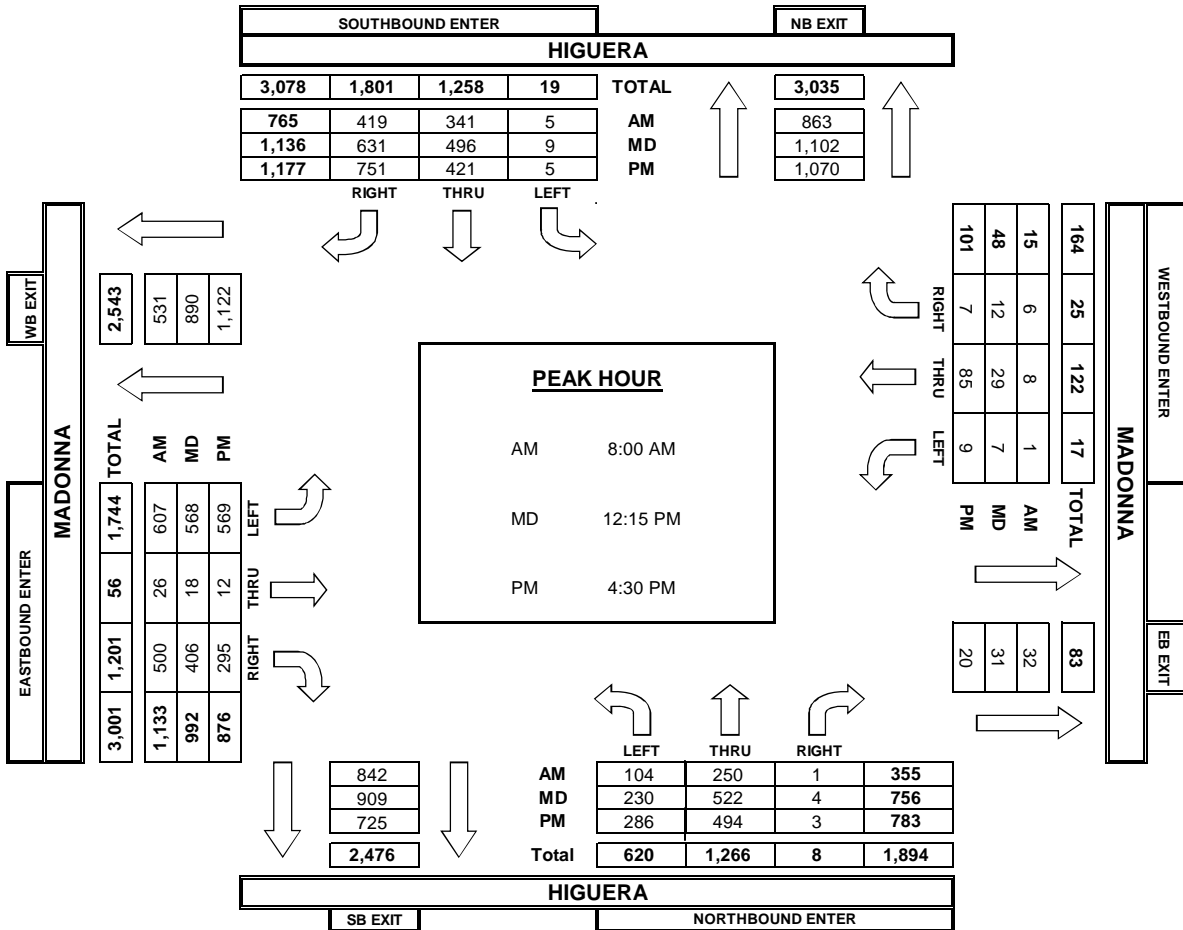 SOUTHBOUND ENTER NB EXIT
HIGUERA
3,078 1,801 1,258 19 TOTAL 3,035
765 419 341 5 AM 863
1,136 631 496 9 MD 1,102
1,177 751 421 5 PM 1,070
RIGHT THRU LEFT
WB EXIT
MADONNA
2,543
531
890
1,122
TOTAL
AM
MD
PM
EASTBOUND ENTER
1,744 56 1,201 3,001
607 26 500 1,133
568 18 406 992
569 12 295 876
LEFT THRU RIGHT
PEAK HOUR
AM 8:00 AM
MD 12:15 PM
PM 4:30 PM
WESTBOUND ENTER
MADONNA
164 25 122 17 TOTAL
15 6 8 1 AM
48 12 29 7 MD
101 7 85 9 PM
RIGHT THRU LEFT
EB EXIT
83
32
31
20
LEFT THRU RIGHT
842 AM 104 250 1 355
909 MD 230 522 4 756
725 PM 286 494 3 783
2,476 Total 620 1,266 8 1,894
HIGUERA
SB EXIT NORTHBOUND ENTER